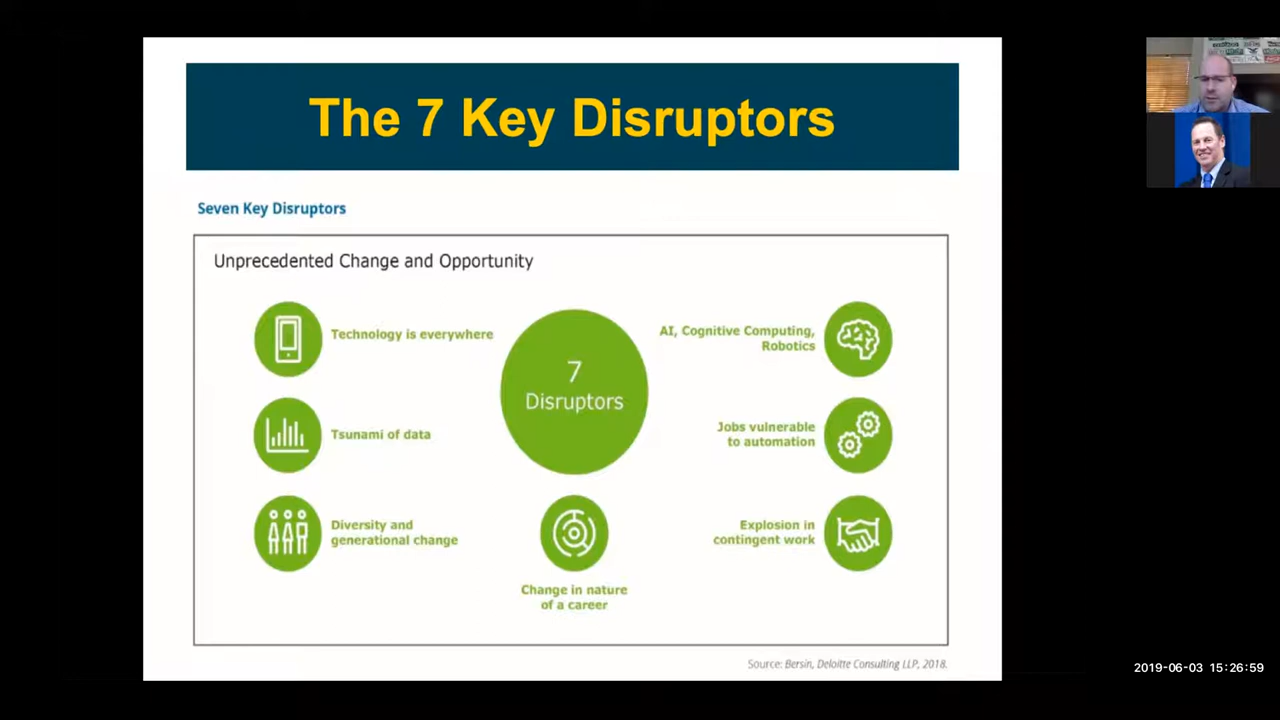 The 7 Key Disruptors
Seven Key Disruptors
Unprecedented Change and Opportunity
Technology is everywhere
Tsunami of data
Diversity and
generational change
7
Disruptors
Change in nature
of a career
AI, Cognitive Computing,
Robotics
Jobs vulnerable
to automation
Explosion in
contingent work
Source: Bersin, Deloitte Consulting LLP, 2018.
2019-06-03 15:26:59